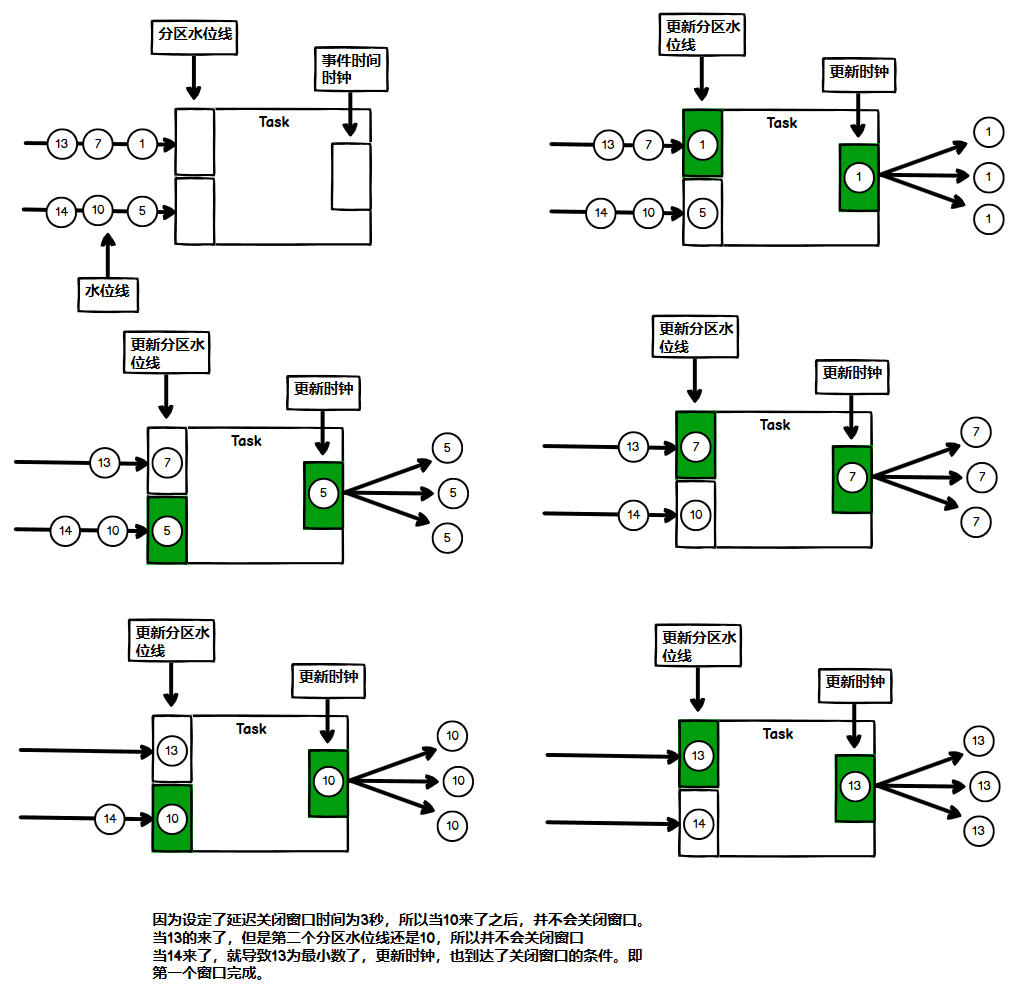 分区水位线
事件时间
时钟
Task
13
7
1
14
10
5
水位线
更新分区水
位线
更新时钟
Task
13
7
1
1
1
1
1
14
10
5
更新分区水
位线
更新时钟
Task
13
7
5
5
5
5
14
10
5
更新分区水
位线
更新时钟
Task
13
7
7
7
7
7
14
10
更新分区水
位线
更新时钟
Task
13
10
10
10
10
14
10
更新分区水
位线
更新时钟
Task
13
13
13
13
13
14
因为设定了延迟关闭窗口时间为3秒，所以当10来了之后，并不会关闭窗口。
当13的来了，但是第二个分区水位线还是10，所以并不会关闭窗口
当14来了，就导致13为最小数了，更新时钟，也到达了关闭窗口的条件。即
第一个窗口完成。